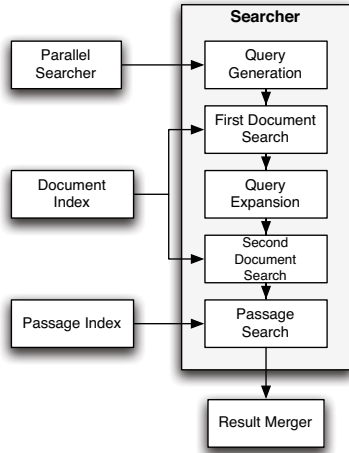 Searcher
Parallel
Searcher
Query
Generation
First Document
Search
Document
Index
Query
Expansion
Second
Document
Search
Passage Index
Passage
Search
Result Merger